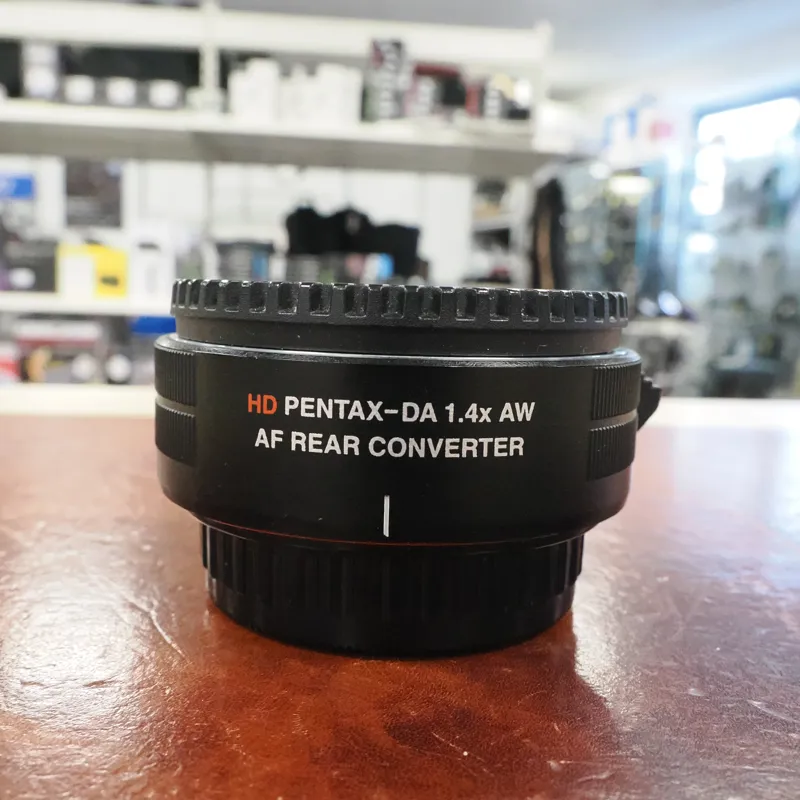 HD PENTAX-DA 1.4x AW
AF REAR CONVERTER